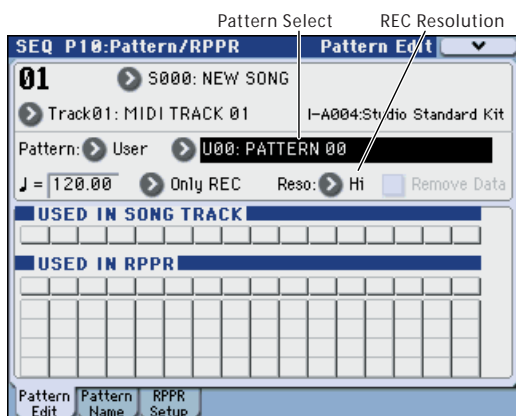 Pattern Select REC Resolution
SEQ P10:Pattern/RPPR Pattern Edit
01 S000: NEW SONG
Track01: MIDI TRACK 01 I-A004:Studio Standard Kit
Pattern: User U00: PATTERN 00
♩ = 120.00 Only REC Reso: Hi Remove Data
USED IN SONG TRACK
USED IN RPPR
Pattern Edit Pattern Name RPPR Setup